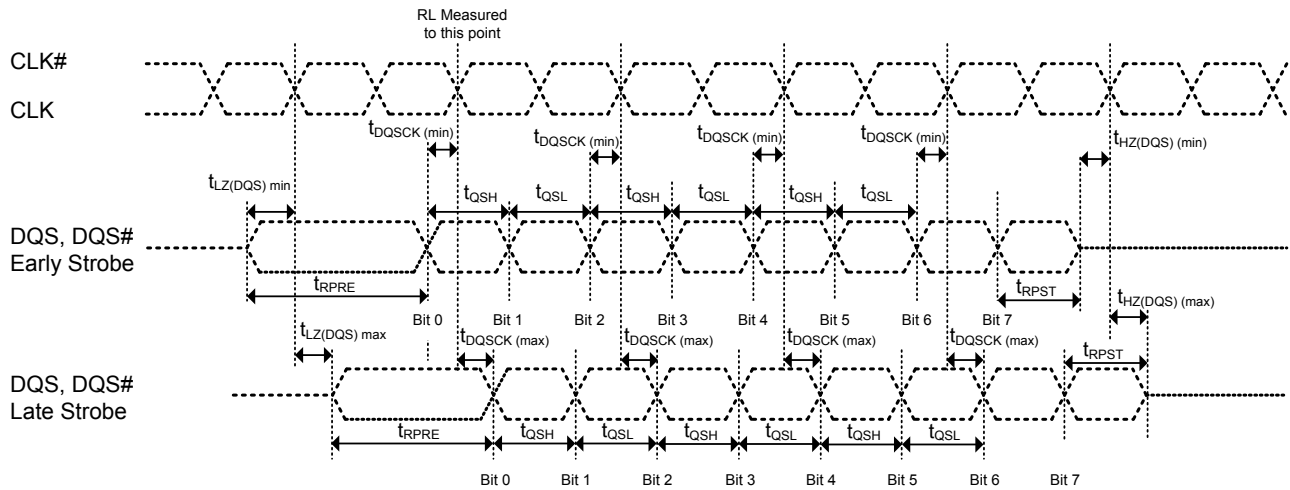 RL Measured
to this point
CLK#
CLK
tDQSCK (min)
tDQSCK (min)
tDQSCK (min)
tDQSCK (min)
tHZ(DQS) (min)
tLZ(DQS) min
tQSH
tQSL
tQSH
tQSL
tQSH
tQSL
DQS, DQS#
Early Strobe
tRPRE
tRPST
Bit 0
Bit 1
Bit 2
Bit 3
Bit 4
Bit 5
Bit 6
Bit 7
tHZ(DQS) (max)
tLZ(DQS) max
tDQSCK (max)
tDQSCK (max)
tDQSCK (max)
tDQSCK (max)
tRPST
DQS, DQS#
Late Strobe
tRPRE
tQSH
tQSL
tQSH
tQSL
tQSH
tQSL
Bit 0
Bit 1
Bit 2
Bit 3
Bit 4
Bit 5
Bit 6
Bit 7